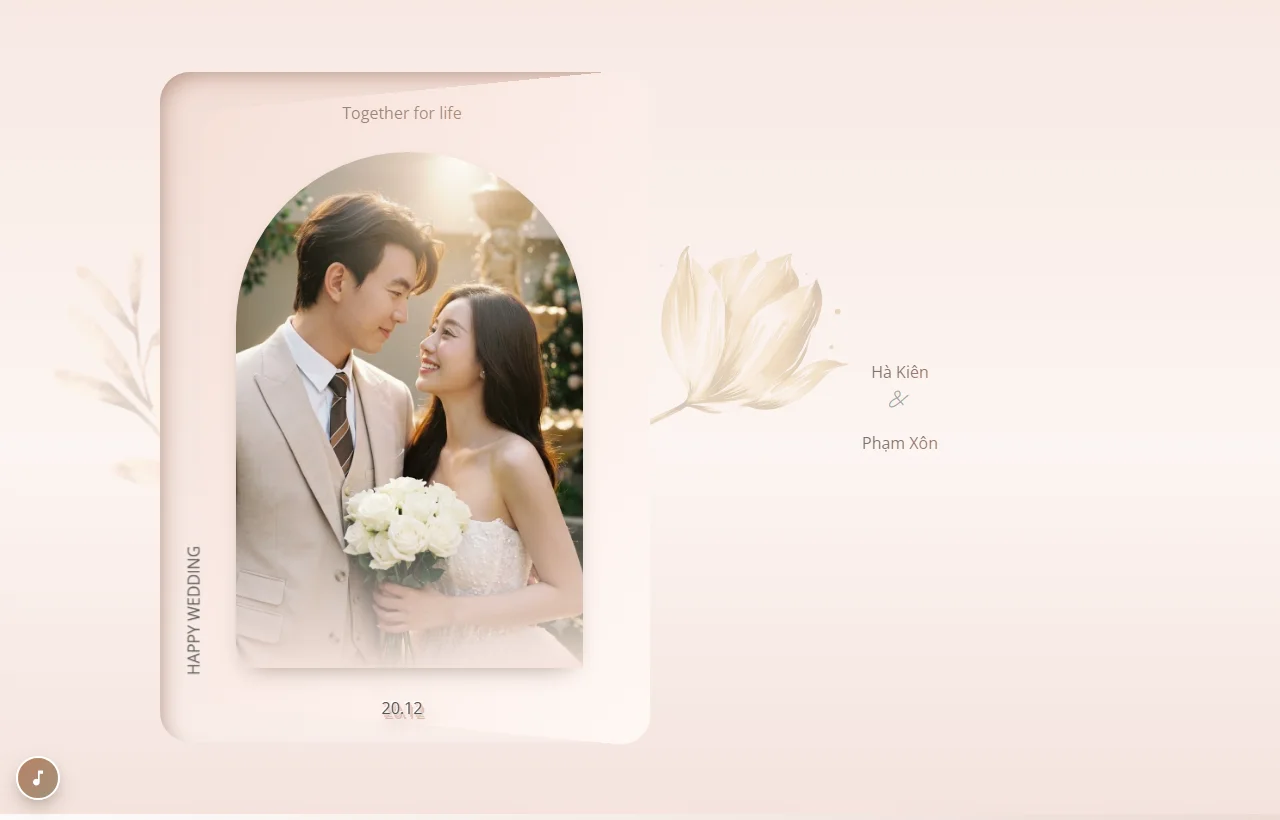 Together for life
HAPPY WEDDING
20.12
Hà Kiên
&
Phạm Xôn